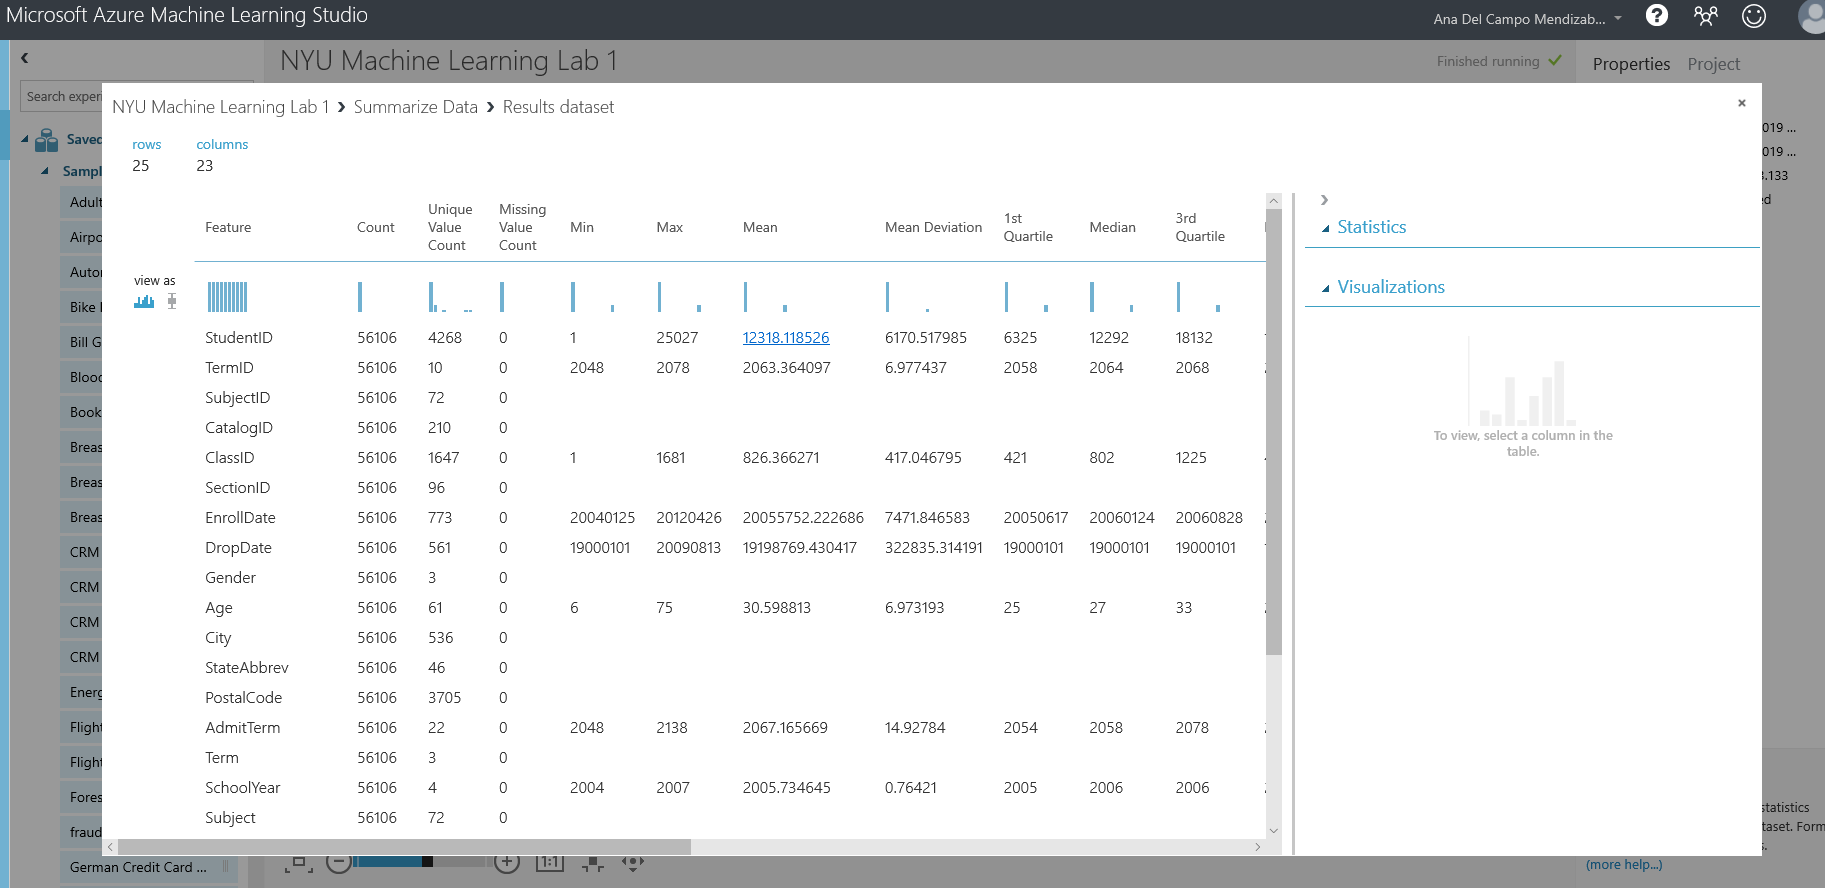 Microsoft Azure Machine Learning Studio
Ana Del Campo Mendizab...
NYU Machine Learning Lab 1
Finished running
Properties Project
Search experi
NYU Machine Learning Lab 1 > Summarize Data > Results dataset
rows columns
25 23
Saved
Sampl
Adult
Airpo
Auto
Bike
Bill G
Blood
Book
Breas
Breas
Breas
CRM
CRM
CRM
CRM
Energ
Flight
Flight
Fores
fraud
German Credit Card ...
Feature Count Unique Value Count Missing Value Count Min Max Mean Mean Deviation 1st Quartile Median 3rd Quartile
view as
StudentID 56106 4268 0 1 25027 12318.118526 6170.517985 6325 12292 18132
TermID 56106 10 0 2048 2078 2063.364097 6.977437 2058 2064 2068
SubjectID 56106 72 0
CatalogID 56106 210 0
ClassID 56106 1647 0 1 1681 826.366271 417.046795 421 802 1225
SectionID 56106 96 0
EnrollDate 56106 773 0 20040125 20120426 20055752.222686 7471.846583 20050617 20060124 20060828
DropDate 56106 561 0 19000101 20090813 19198769.430417 322835.314191 19000101 19000101 19000101
Gender 56106 3 0
Age 56106 61 0 6 75 30.598813 6.973193 25 27 33
City 56106 536 0
StateAbbrev 56106 46 0
PostalCode 56106 3705 0
AdmitTerm 56106 22 0 2048 2138 2067.165669 14.92784 2054 2058 2078
Term 56106 3 0
SchoolYear 56106 4 0 2004 2007 2005.734645 0.76421 2005 2006 2006
Subject 56106 72 0
1:1
Statistics
Visualizations
To view, select a column in the
table.
019 ...
019 ...
.133
ed
statistics
taset. Form
s.
(more help...)